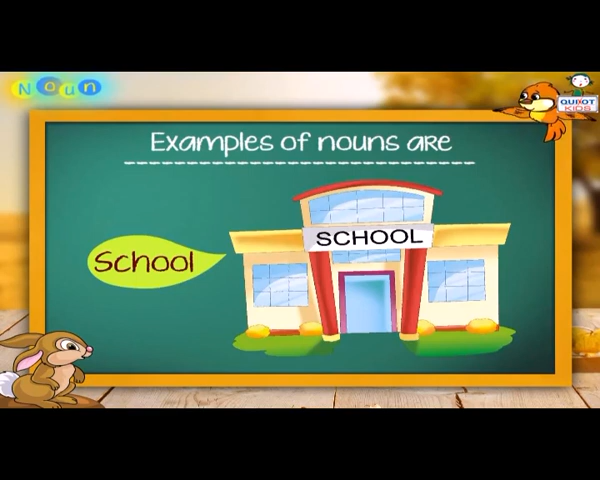 Noun
QUIXOT
KIDS
Examples of nouns are
SCHOOL
School